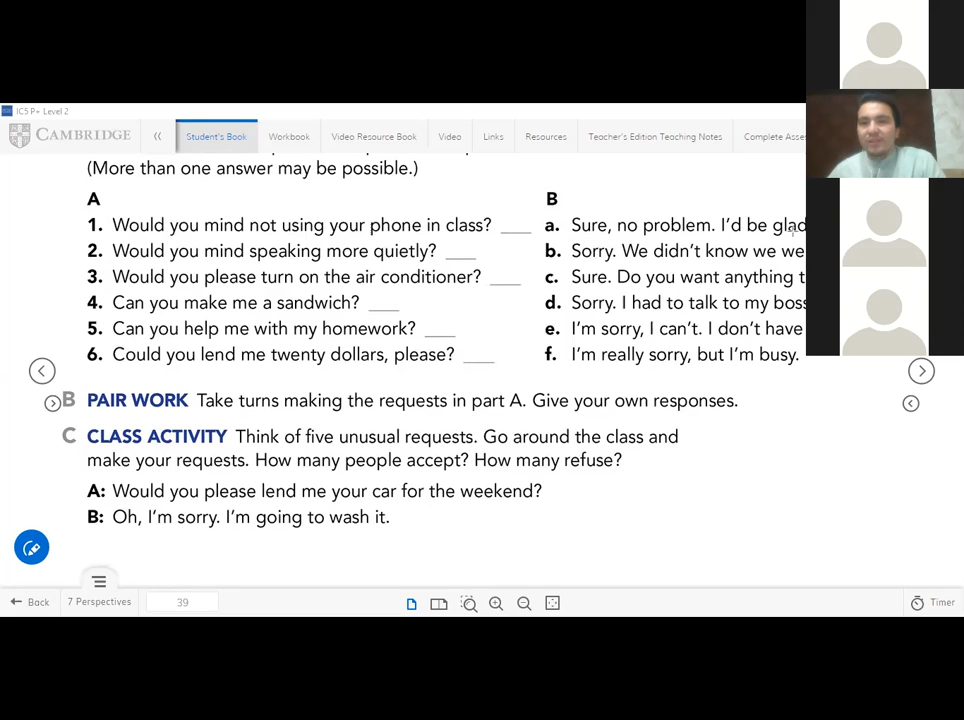 IC5 P+ Level 2
CAMBRIDGE
Student's Book
Workbook
Video Resource Book
Video
Links
Resources
Teacher's Edition Teaching Notes
Complete Asses
(More than one answer may be possible.)
A
1. Would you mind not using your phone in class? ____
2. Would you mind speaking more quietly? ____
3. Would you please turn on the air conditioner? ____
4. Can you make me a sandwich? ____
5. Can you help me with my homework? ____
6. Could you lend me twenty dollars, please? ____
B
a. Sure, no problem. I'd be glad
b. Sorry. We didn't know we we
c. Sure. Do you want anything t
d. Sorry. I had to talk to my boss
e. I'm sorry, I can't. I don't have
f. I'm really sorry, but I'm busy.
B PAIR WORK Take turns making the requests in part A. Give your own responses.
C CLASS ACTIVITY Think of five unusual requests. Go around the class and
make your requests. How many people accept? How many refuse?
A: Would you please lend me your car for the weekend?
B: Oh, I'm sorry. I'm going to wash it.
Back
7 Perspectives
39
Timer